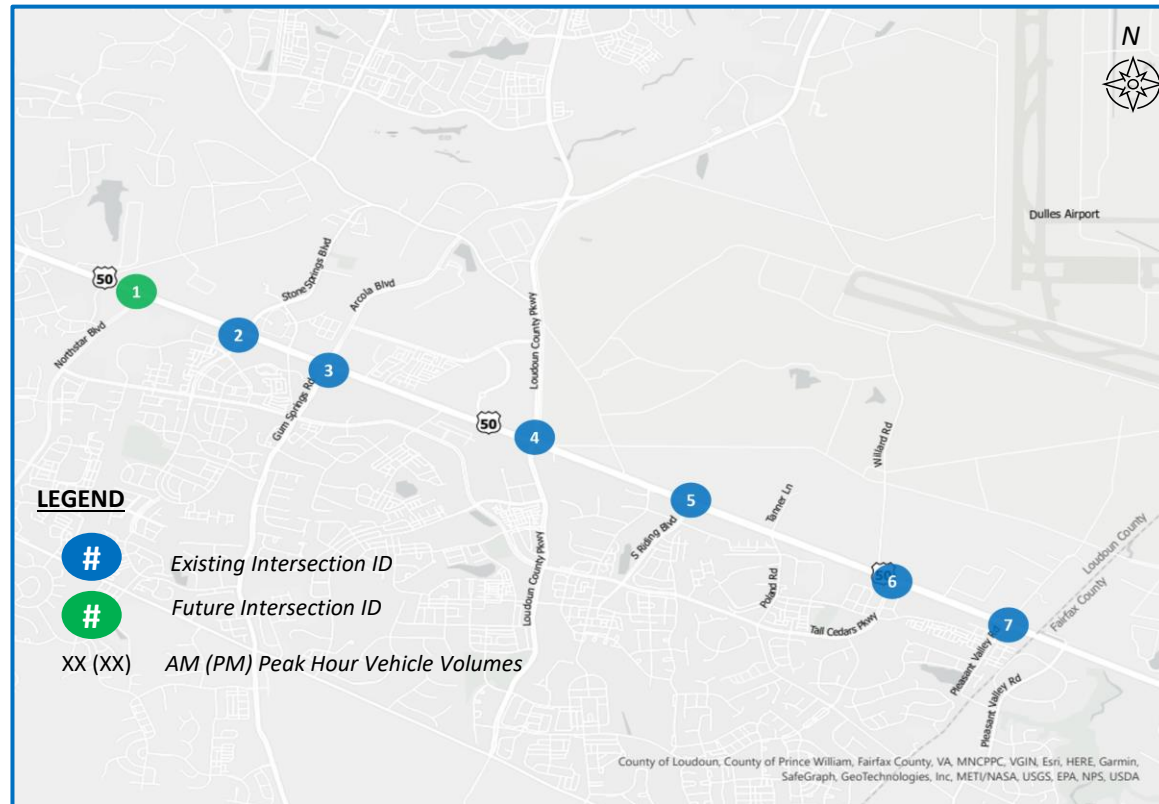 N
Dulles Airport
Stone Springs Blvd
Arcola Blvd
Loudoun County Pkwy
50
1
Northstar Blvd
2
3
Gum Springs Rd
50
4
Willard Rd
LEGEND
5
Tanner Ln
S Riding Blvd
Loudoun County
#
Existing Intersection ID
Loudoun County Pkwy
Poland Rd
50
6
Fairfax County
#
Future Intersection ID
Tall Cedars Pkwy
7
XX (XX)
AM (PM) Peak Hour Vehicle Volumes
Pleasant Valley Rd
Pleasant Valley Rd
County of Loudoun, County of Prince William, Fairfax County, VA, MNCPPC, VGIN, Esri, HERE, Garmin,
SafeGraph, GeoTechnologies, Inc, METI/NASA, USGS, EPA, NPS, USDA